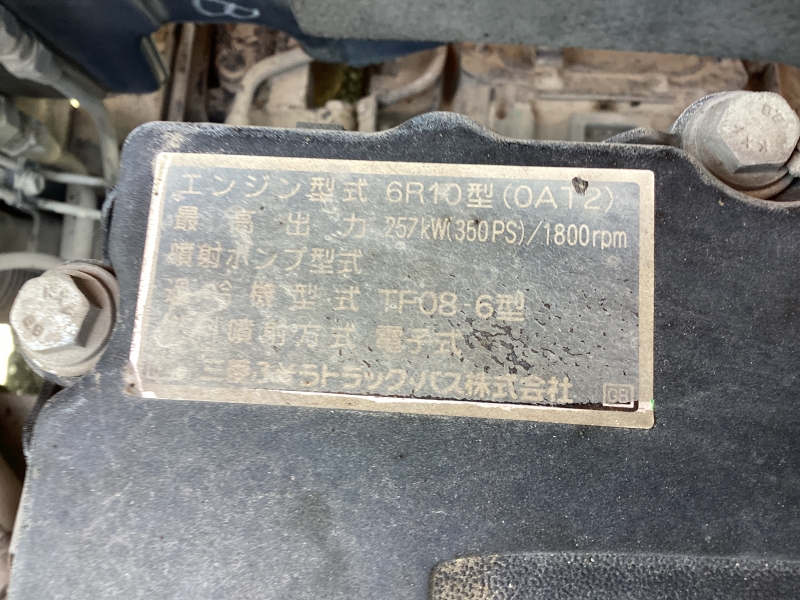 エンジン型式 6R10型(0AT2)
最高出力 257kW(350PS)/1800rpm
噴射ポンプ型式
過給機型式 TF08-6型
噴射方式 電子式
三菱ふそうトラック・バス株式会社
GB